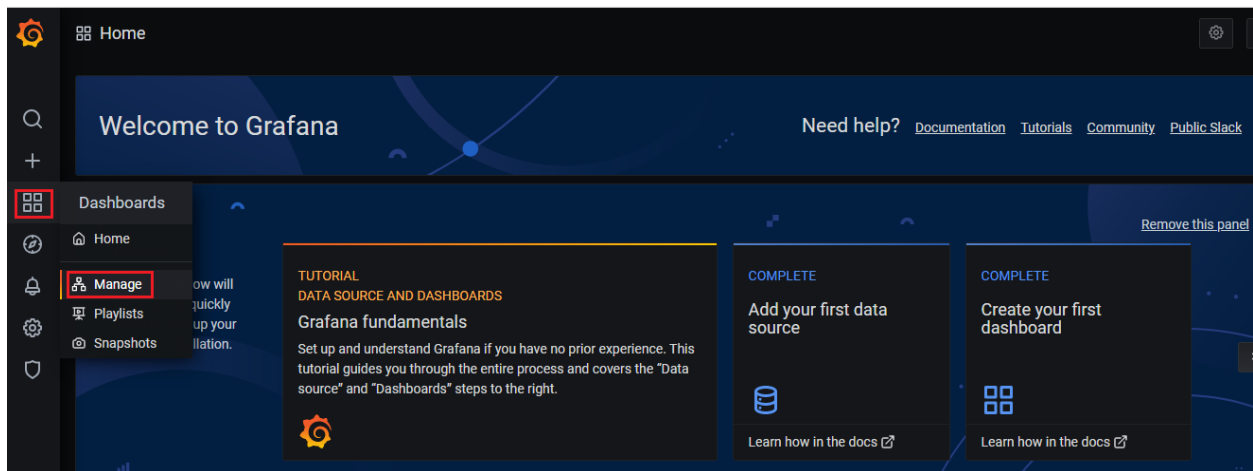 Home
Welcome to Grafana
Need help? Documentation Tutorials Community Public Slack
Dashboards
Home
Manage
Playlists
Snapshots
Remove this panel
ow will
quickly
up your
llation.
TUTORIAL
DATA SOURCE AND DASHBOARDS
Grafana fundamentals
Set up and understand Grafana if you have no prior experience. This
tutorial guides you through the entire process and covers the “Data
source” and “Dashboards” steps to the right.
COMPLETE
Add your first data
source
Learn how in the docs
COMPLETE
Create your first
dashboard
Learn how in the docs